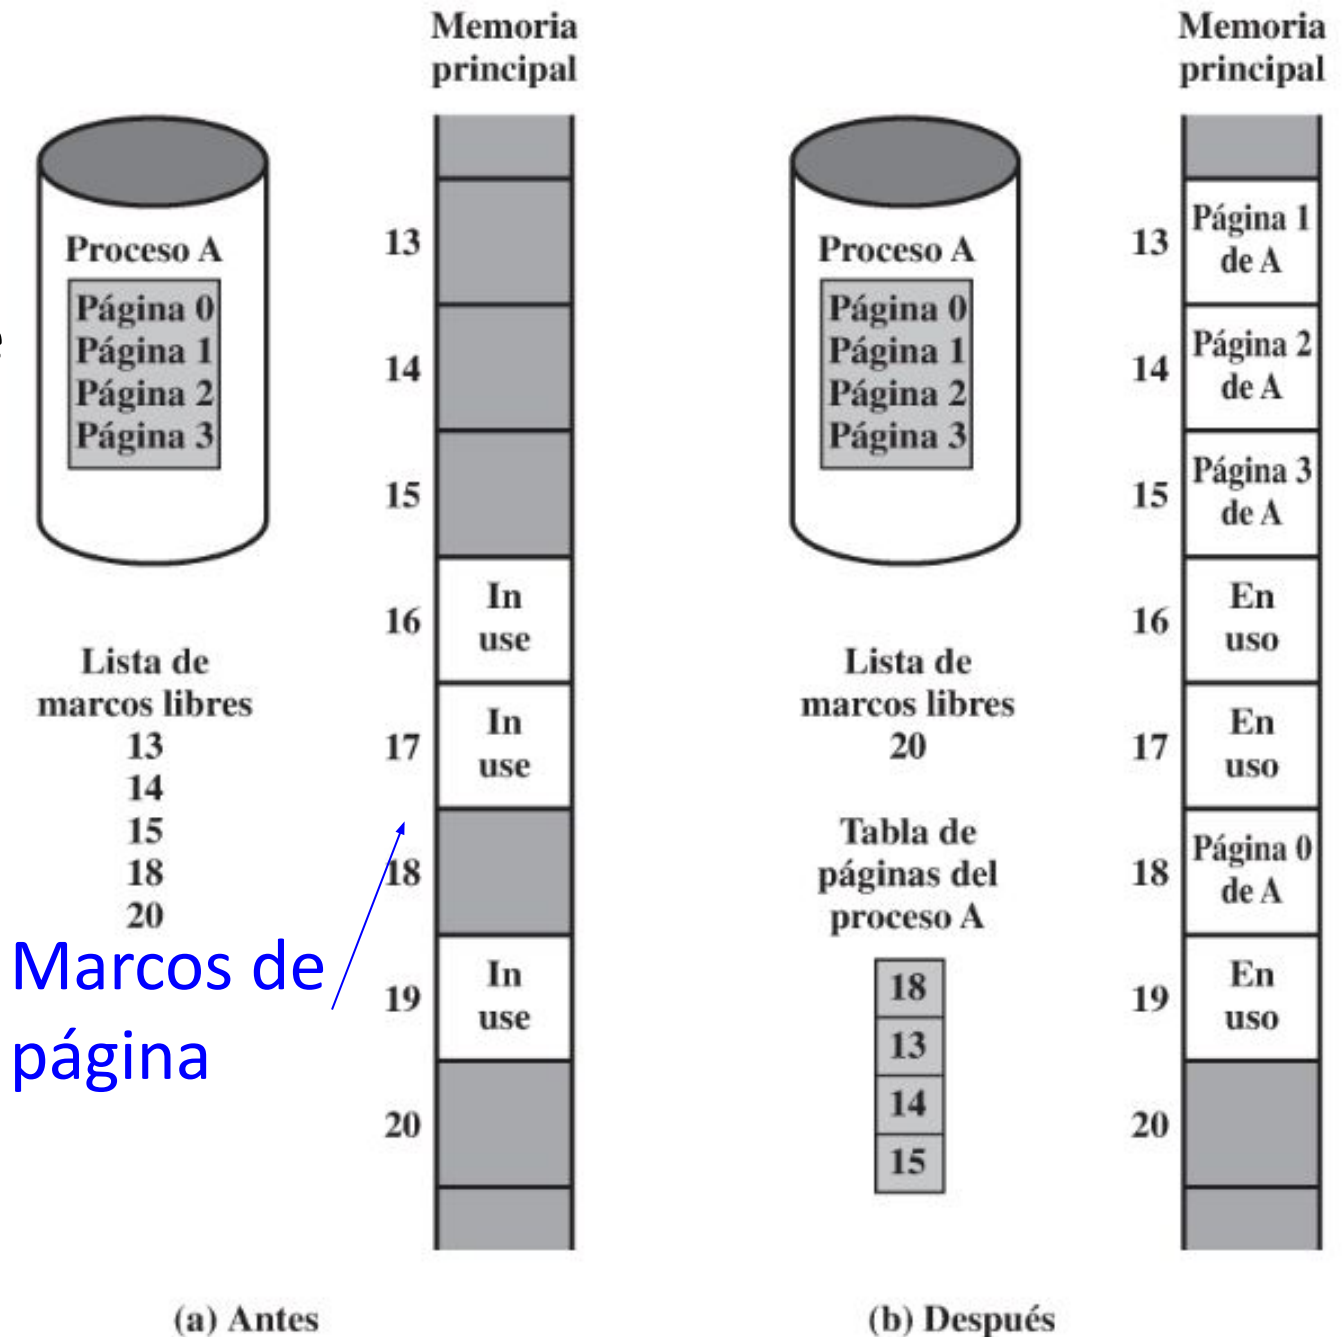 Memoria
principal
Proceso A
Página 0
Página 1
Página 2
Página 3
Lista de
marcos libres
13
14
15
18
20
Marcos de
página
13
14
15
16
In
use
17
In
use
18
19
In
use
20
(a) Antes
Memoria
principal
Proceso A
Página 0
Página 1
Página 2
Página 3
Lista de
marcos libres
20
Tabla de
páginas del
proceso A
18
13
14
15
13
Página 1
de A
14
Página 2
de A
15
Página 3
de A
16
En
uso
17
En
uso
18
Página 0
de A
19
En
uso
20
(b) Después